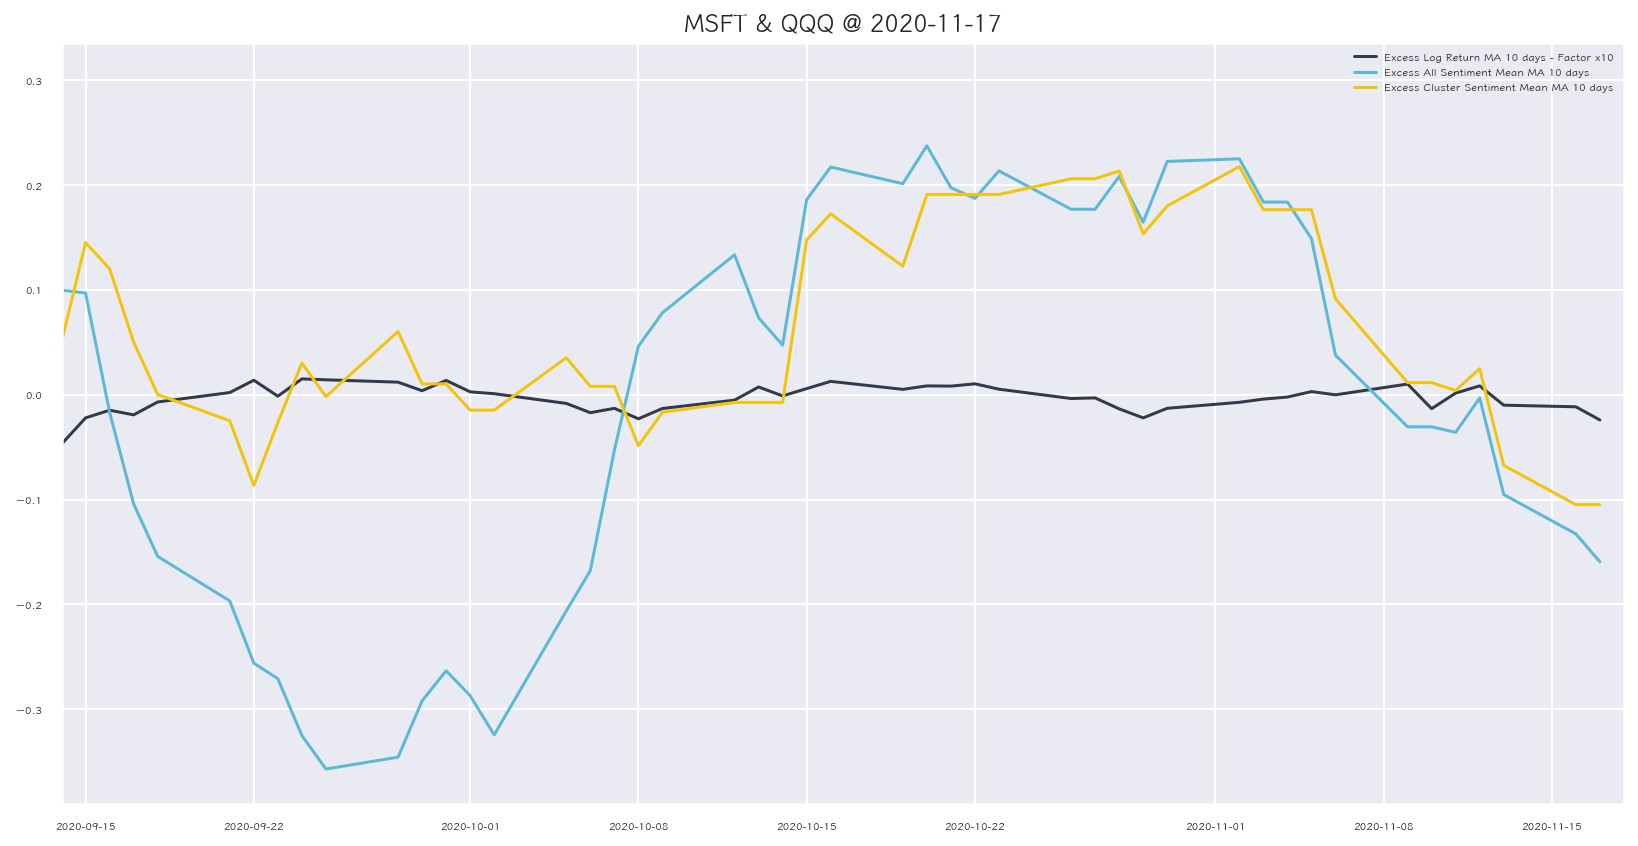 MSFT & QQQ @ 2020-11-17
Excess Log Return MA 10 days - Factor x10
Excess All Sentiment Mean MA 10 days
Excess Cluster Sentiment Mean MA 10 days
0.3
0.2
0.1
0.0
−0.1
−0.2
−0.3
2020-09-15 2020-09-22 2020-10-01 2020-10-08 2020-10-15 2020-10-22 2020-11-01 2020-11-08 2020-11-15